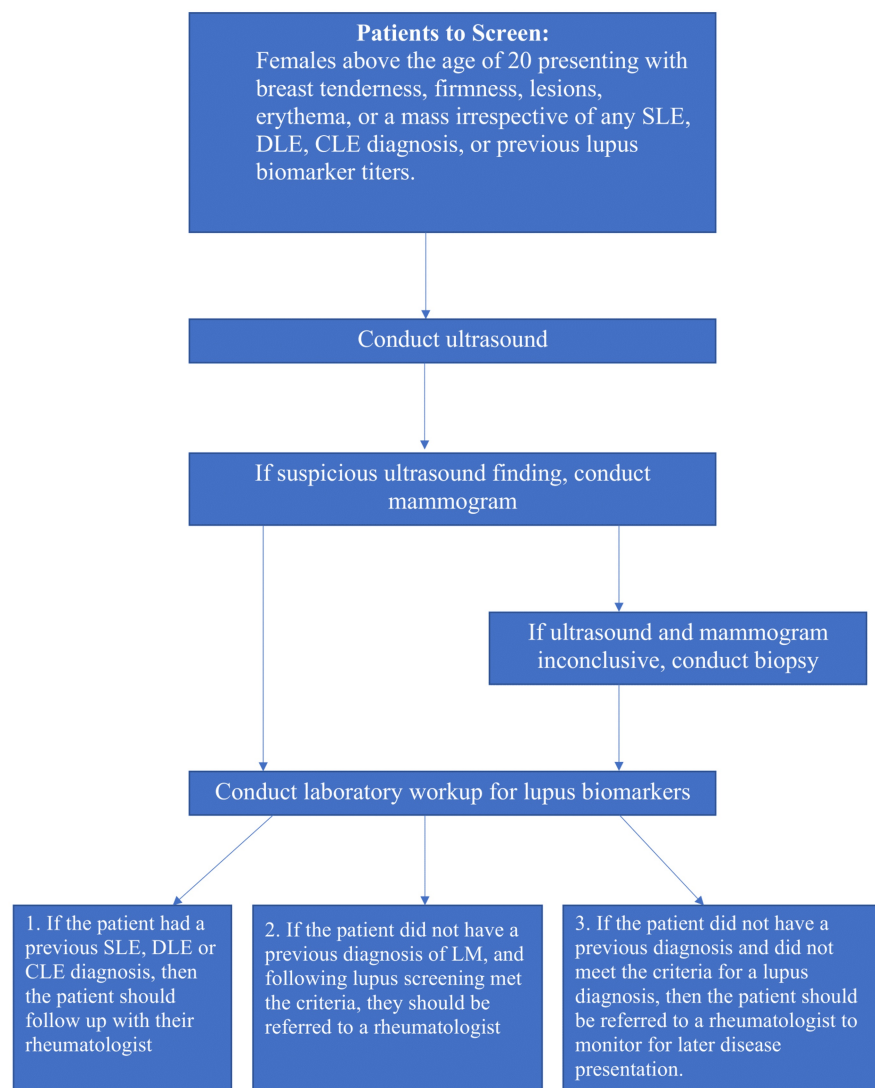 Patients to Screen:
Females above the age of 20 presenting with
breast tenderness, firmness, lesions,
erythema, or a mass irrespective of any SLE,
DLE, CLE diagnosis, or previous lupus
biomarker titers.
Conduct ultrasound
If suspicious ultrasound finding, conduct
mammogram
If ultrasound and mammogram
inconclusive, conduct biopsy
Conduct laboratory workup for lupus biomarkers
1. If the patient had a
previous SLE, DLE or
CLE diagnosis, then
the patient should
follow up with their
rheumatologist
2. If the patient did not have a
previous diagnosis of LM, and
following lupus screening met
the criteria, they should be
referred to a rheumatologist
3. If the patient did not have a
previous diagnosis and did not
meet the criteria for a lupus
diagnosis, then the patient should
be referred to a rheumatologist to
monitor for later disease
presentation.